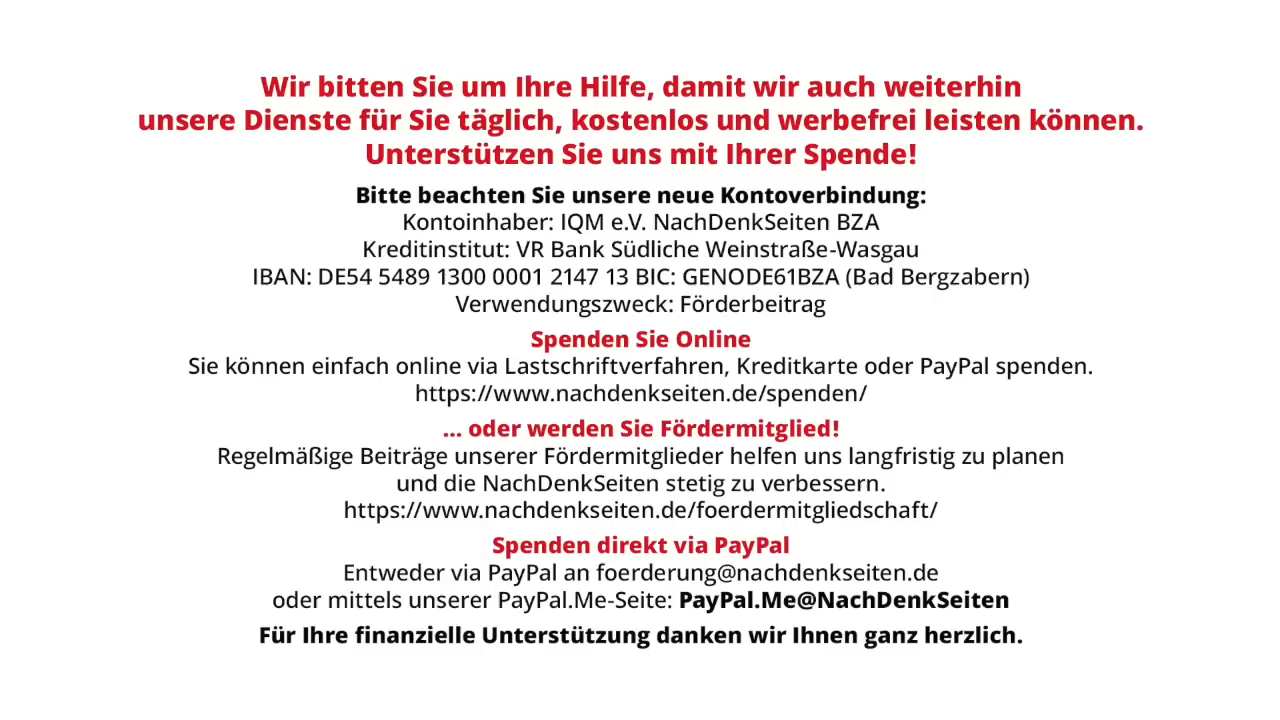 Wir bitten Sie um Ihre Hilfe, damit wir auch weiterhin
unsere Dienste für Sie täglich, kostenlos und werbefrei leisten können.
Unterstützen Sie uns mit Ihrer Spende!
Bitte beachten Sie unsere neue Kontoverbindung:
Kontoinhaber: IQM e.V. NachDenkSeiten BZA
Kreditinstitut: VR Bank Südliche Weinstraße-Wasgau
IBAN: DE54 5489 1300 0001 2147 13 BIC: GENODE61BZA (Bad Bergzabern)
Verwendungszweck: Förderbeitrag
Spenden Sie Online
Sie können einfach online via Lastschriftverfahren, Kreditkarte oder PayPal spenden.
https://www.nachdenkseiten.de/spenden/
... oder werden Sie Fördermitglied!
Regelmäßige Beiträge unserer Fördermitglieder helfen uns langfristig zu planen
und die NachDenkSeiten stetig zu verbessern.
https://www.nachdenkseiten.de/foerdermitgliedschaft/
Spenden direkt via PayPal
Entweder via PayPal an foerderung@nachdenkseiten.de
oder mittels unserer PayPal.Me-Seite: PayPal.Me@NachDenkSeiten
Für Ihre finanzielle Unterstützung danken wir Ihnen ganz herzlich.